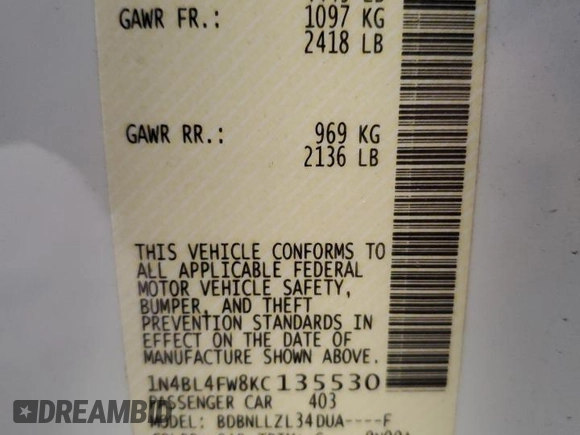 GAWR FR.: 1097 KG
2418 LB
GAWR RR.: 969 KG
2136 LB
THIS VEHICLE CONFORMS TO
ALL APPLICABLE FEDERAL
MOTOR VEHICLE SAFETY,
BUMPER, AND THEFT
PREVENTION STANDARDS IN
EFFECT ON THE DATE OF
MANUFACTURE SHOWN ABOVE.
1N4BL4FW8KC135530
PASSENGER CAR 403
MODEL: BDBNLLZL34DUA----F
DREAMBID